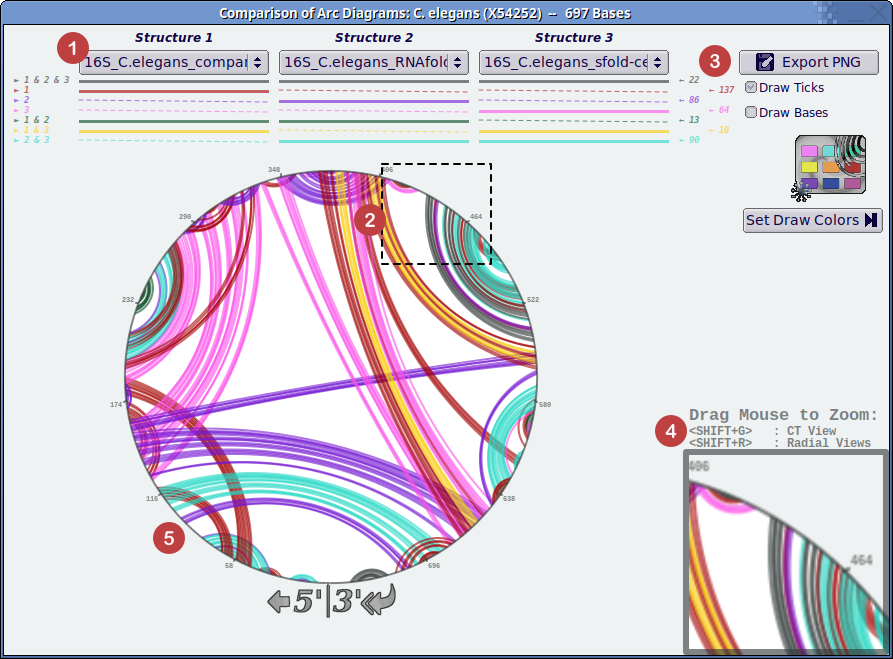 Comparison of Arc Diagrams: C. elegans (X54252) -- 697 Bases
Structure 1
Structure 2
Structure 3
1
16S_C.elegans_compar
16S_C.elegans_RNAfol
16S_C.elegans_sfold-ce
3
Export PNG
Draw Ticks
Draw Bases
Set Draw Colors
► 1 & 2 & 3
← 22
► 1
← 137
► 2
← 86
► 3
← 64
► 1 & 2
← 13
► 1 & 3
← 10
► 2 & 3
← 90
348
406
290
2
464
232
522
174
580
116
638
5
58
696
5'|3'
Drag Mouse to Zoom:
4
<SHIFT+G> : CT View
<SHIFT+R> : Radial Views
406
464